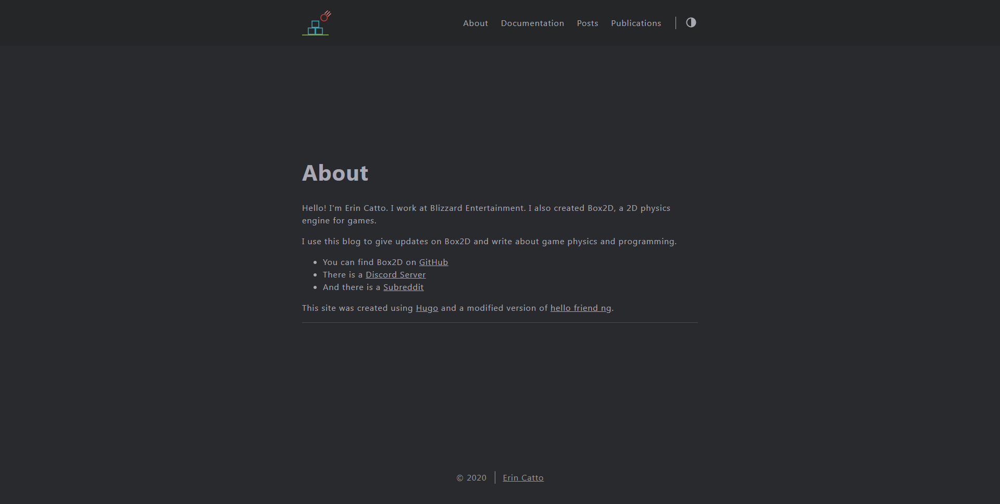 About Documentation Posts Publications
About
Hello! I'm Erin Catto. I work at Blizzard Entertainment. I also created Box2D, a 2D physics
engine for games.
I use this blog to give updates on Box2D and write about game physics and programming.
• You can find Box2D on GitHub
• There is a Discord Server
• And there is a Subreddit
This site was created using Hugo and a modified version of hello friend ng.
© 2020 Erin Catto